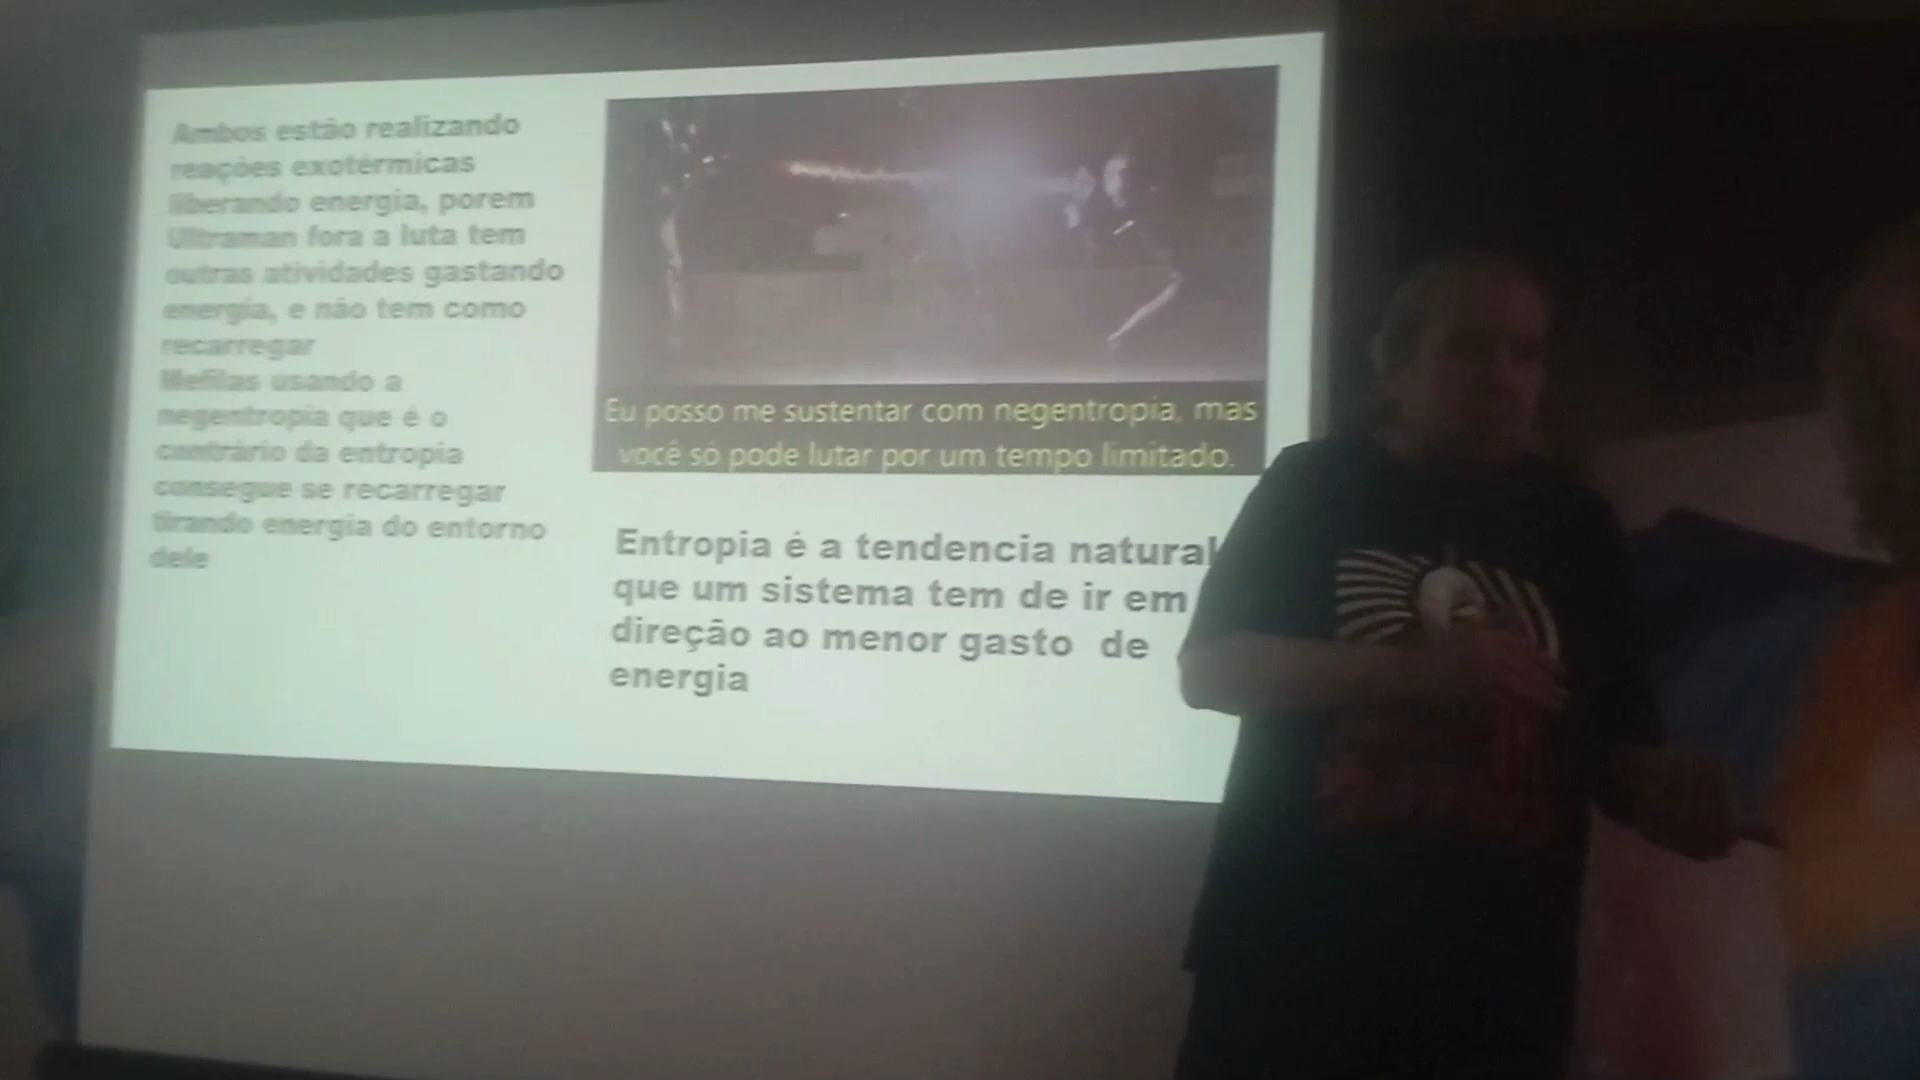 Ambos estão realizando
reações exotérmicas
liberando energia, porem
Ultraman fora a luta tem
outras atividades gastando
energia, e não tem como
recarregar
Mefilas usando a
negentropia que é o
contrário da entropia
consegue se recarregar
tirando energia do entorno
dele
Eu posso me sustentar com negentropia, mas
você só pode lutar por um tempo limitado.
Entropia é a tendencia natural
que um sistema tem de ir em
direção ao menor gasto de
energia